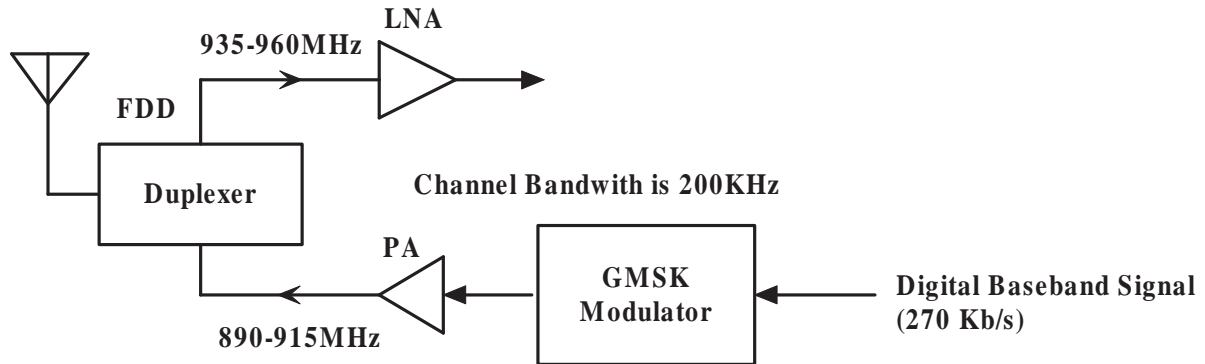 LNA
935-960MHz
FDD
Duplexer
Channel Bandwith is 200KHz
PA
GMSK
Modulator
Digital Baseband Signal
(270 Kb/s)
890-915MHz